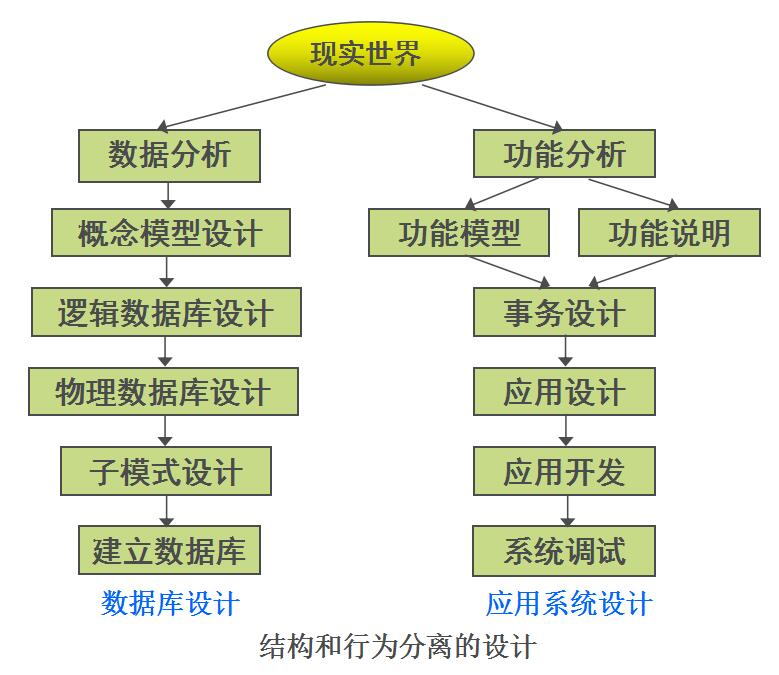 现实世界
数据分析
功能分析
概念模型设计
功能模型
功能说明
逻辑数据库设计
事务设计
物理数据库设计
应用设计
子模式设计
应用开发
建立数据库
系统调试
数据库设计
应用系统设计
结构和行为分离的设计